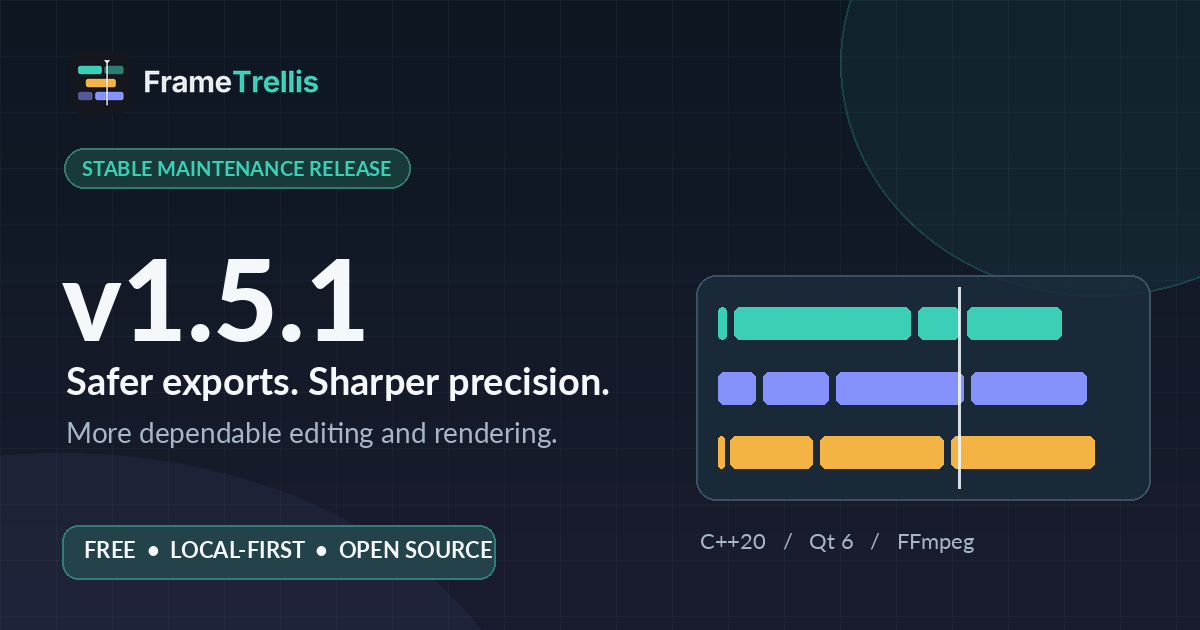 FrameTrellis
STABLE MAINTENANCE RELEASE
v1.5.1
Safer exports. Sharper precision.
More dependable editing and rendering.
FREE ● LOCAL-FIRST ● OPEN SOURCE
C++20 / Qt 6 / FFmpeg